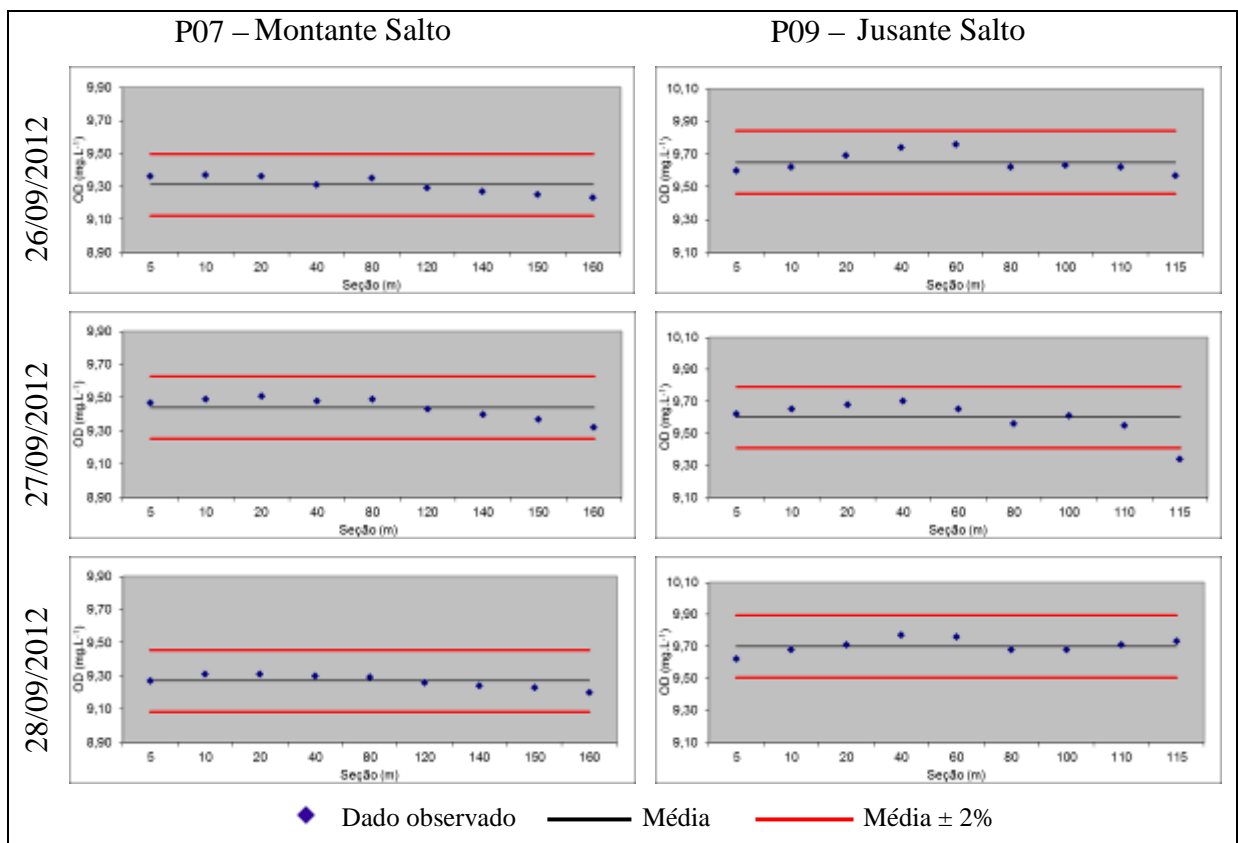 P07 – Montante Salto
P09 – Jusante Salto
26/09/2012
9,90
9,70
9,50
9,30
9,10
8,90
OD (mg.L-1)
5 10 20 40 80 120 140 150 160
Seção (m)
10,10
9,90
9,70
9,50
9,30
9,10
OD (mg.L-1)
5 10 20 40 60 80 100 110 115
Seção (m)
27/09/2012
9,90
9,70
9,50
9,30
9,10
8,90
OD (mg.L-1)
5 10 20 40 80 120 140 150 160
Seção (m)
10,10
9,90
9,70
9,50
9,30
9,10
OD (mg.L-1)
5 10 20 40 60 80 100 110 115
Seção (m)
28/09/2012
9,90
9,70
9,50
9,30
9,10
8,90
OD (mg.L-1)
5 10 20 40 80 120 140 150 160
Seção (m)
10,10
9,90
9,70
9,50
9,30
9,10
OD (mg.L-1)
5 10 20 40 60 80 100 110 115
Seção (m)
Dado observado Média Média ± 2%